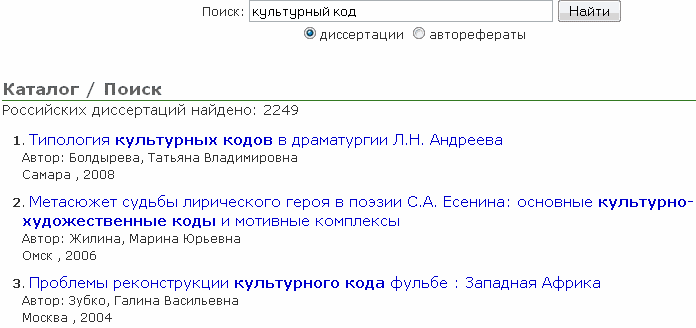 Поиск: культурный код Найти
диссертации авторефераты
Каталог / Поиск
Российских диссертаций найдено: 2249
1. Типология культурных кодов в драматургии Л.Н. Андреева
Автор: Болдырева, Татьяна Владимировна
Самара , 2008
2. Метасюжет судьбы лирического героя в поэзии С.А. Есенина: основные культурно-
художественные коды и мотивные комплексы
Автор: Жилина, Марина Юрьевна
Омск , 2006
3. Проблемы реконструкции культурного кода фульбе : Западная Африка
Автор: Зубко, Галина Васильевна
Москва , 2004